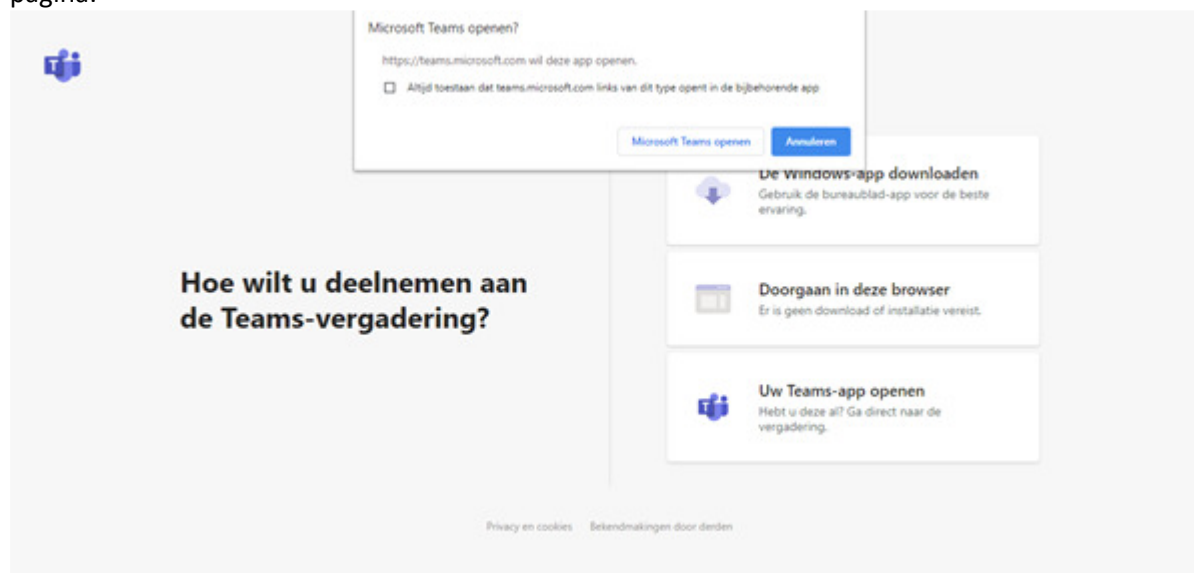 pagina.
Microsoft Teams openen?
https://teams.microsoft.com wil deze app openen.
Altijd toestaan dat teams.microsoft.com links van dit type opent in de bijbehorende app
Microsoft Teams openen
Annuleren
De Windows-app downloaden
Gebruik de bureaublad-app voor de beste
ervaring.
Hoe wilt u deelnemen aan
de Teams-vergadering?
Doorgaan in deze browser
Er is geen download of installatie vereist.
Uw Teams-app openen
Hebt u deze al? Ga direct naar de
vergadering.
Privacy en cookies
Bekendmakingen door derden